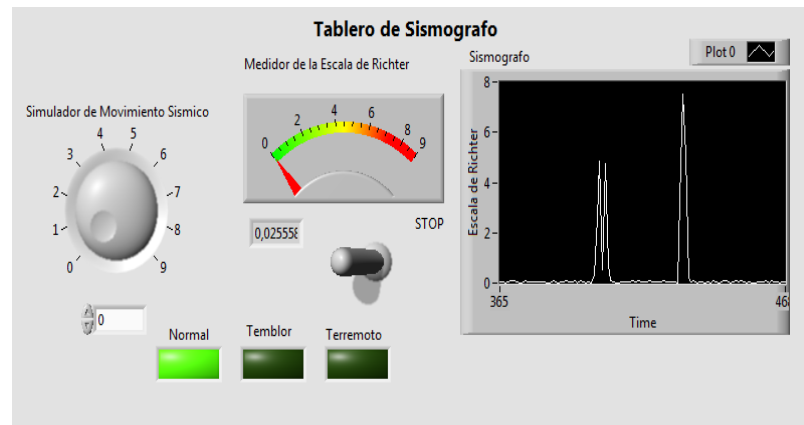 Tablero de Sismografo
Medidor de la Escala de Richter
Sismografo
Plot 0
Simulador de Movimiento Sismico
0 1 2 3 4 5 6 7 8 9
0 2 4 6 8 9
0,025558
STOP
0
Normal
Temblor
Terremoto
Escala de Richter
8
6
4
2
0
365
Time